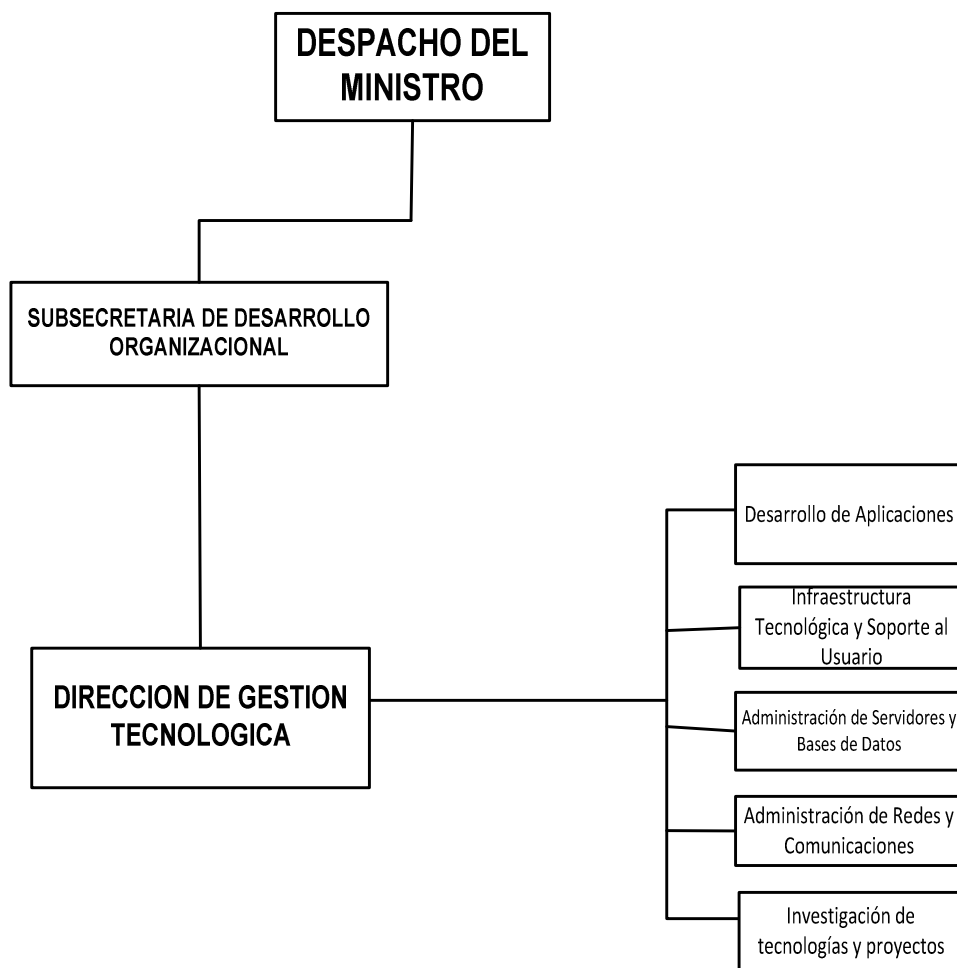 DESPACHO DEL
MINISTRO
SUBSECRETARIA DE DESARROLLO
ORGANIZACIONAL
DIRECCION DE GESTION
TECNOLOGICA
Desarrollo de Aplicaciones
Infraestructura
Tecnológica y Soporte al
Usuario
Administración de Servidores y
Bases de Datos
Administración de Redes y
Comunicaciones
Investigación de
tecnologías y proyectos